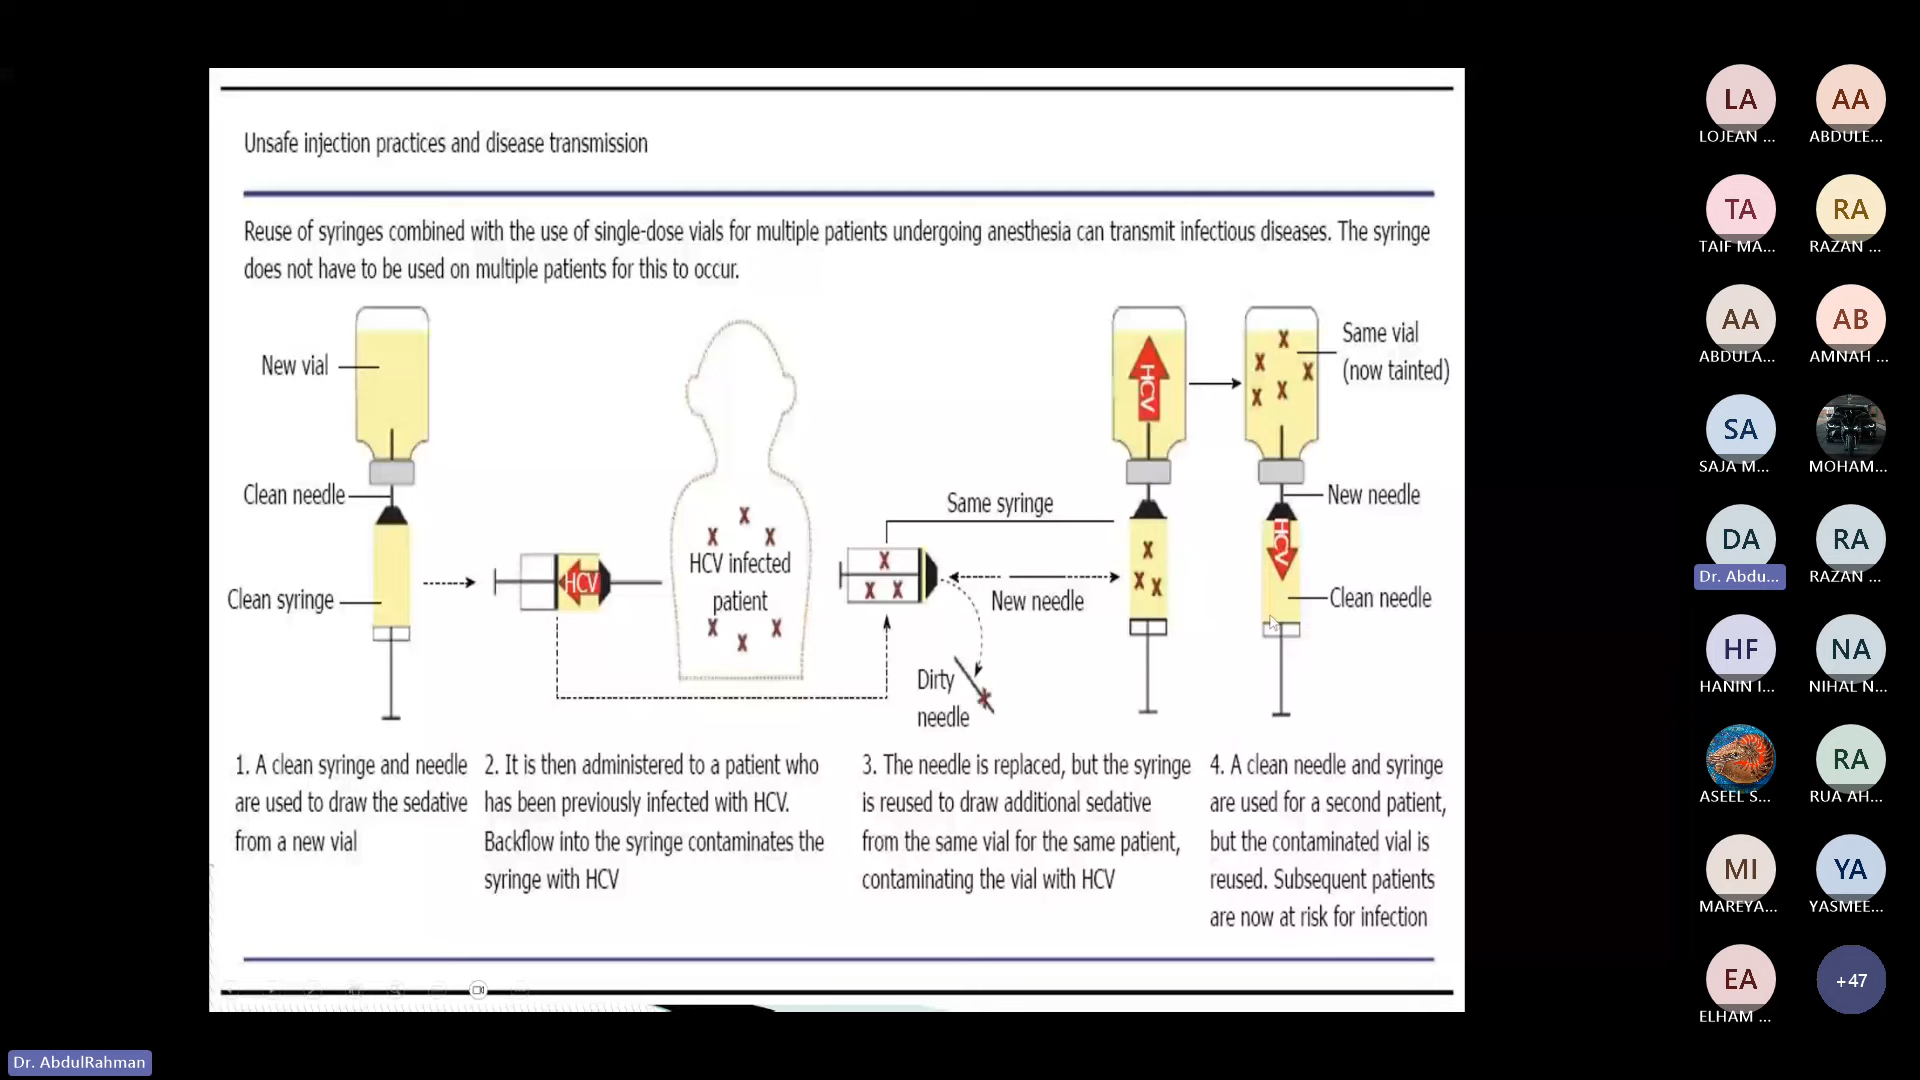 Unsafe injection practices and disease transmission
Reuse of syringes combined with the use of single-dose vials for multiple patients undergoing anesthesia can transmit infectious diseases. The syringe
does not have to be used on multiple patients for this to occur.
New vial
Clean needle
Clean syringe
HCV
HCV infected
patient
Same syringe
New needle
Dirty
needle
HCV
Same vial
(now tainted)
New needle
HCV
Clean needle
1. A clean syringe and needle
are used to draw the sedative
from a new vial
2. It is then administered to a patient who
has been previously infected with HCV.
Backflow into the syringe contaminates the
syringe with HCV
3. The needle is replaced, but the syringe
is reused to draw additional sedative
from the same vial for the same patient,
contaminating the vial with HCV
4. A clean needle and syringe
are used for a second patient,
but the contaminated vial is
reused. Subsequent patients
are now at risk for infection
LA
LOJEAN ...
AA
ABDULE...
TA
TAIF MA...
RA
RAZAN ...
AA
ABDULA...
AB
AMNAH ...
SA
SAJA M...
MOHAM...
DA
Dr. Abdu...
RA
RAZAN ...
HF
HANIN I...
NA
NIHAL N...
ASEEL S...
RA
RUA AH...
MI
MAREYA...
YA
YASMEE...
EA
ELHAM ...
+47
Dr. AbdulRahman